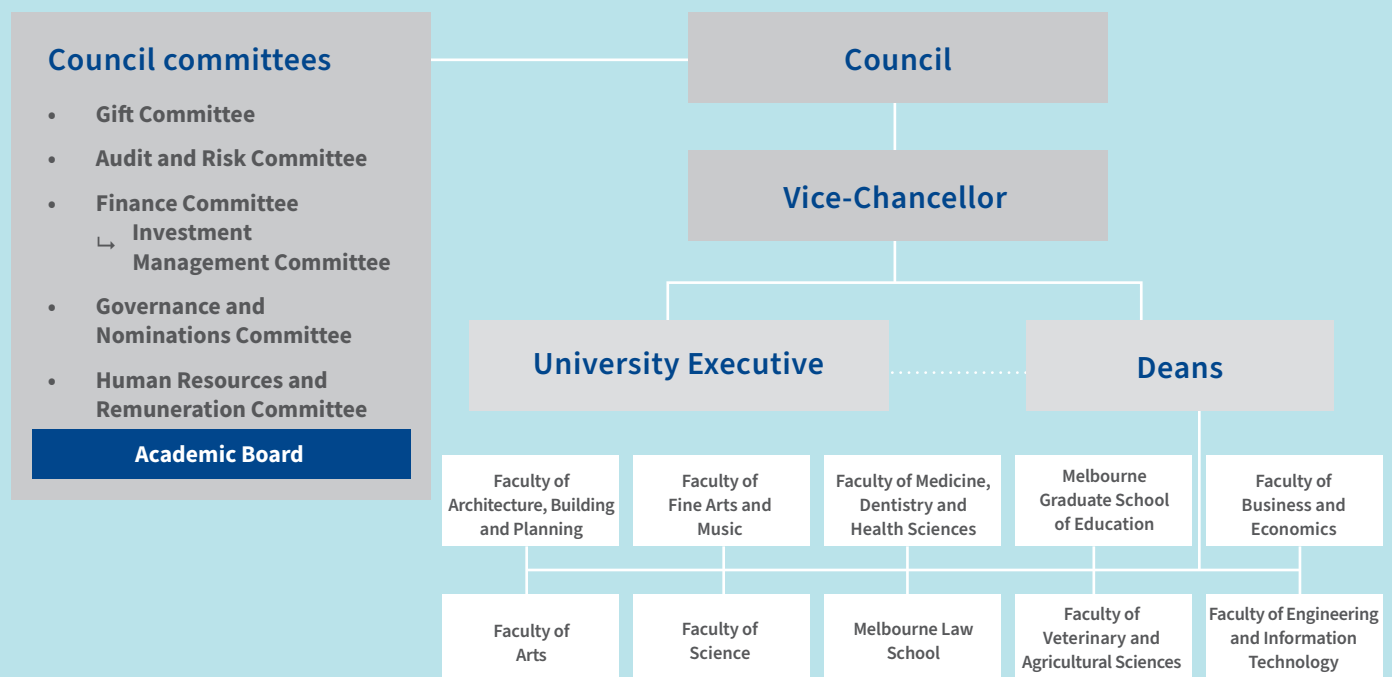 Council committees
• Gift Committee
• Audit and Risk Committee
• Finance Committee
↳ Investment
Management Committee
• Governance and
Nominations Committee
• Human Resources and
Remuneration Committee
Academic Board
Council
Vice-Chancellor
University Executive
Deans
Faculty of
Architecture, Building
and Planning
Faculty of
Fine Arts and
Music
Faculty of Medicine,
Dentistry and
Health Sciences
Melbourne
Graduate School
of Education
Faculty of
Business and
Economics
Faculty of
Arts
Faculty of
Science
Melbourne Law
School
Faculty of
Veterinary and
Agricultural Sciences
Faculty of Engineering
and Information
Technology